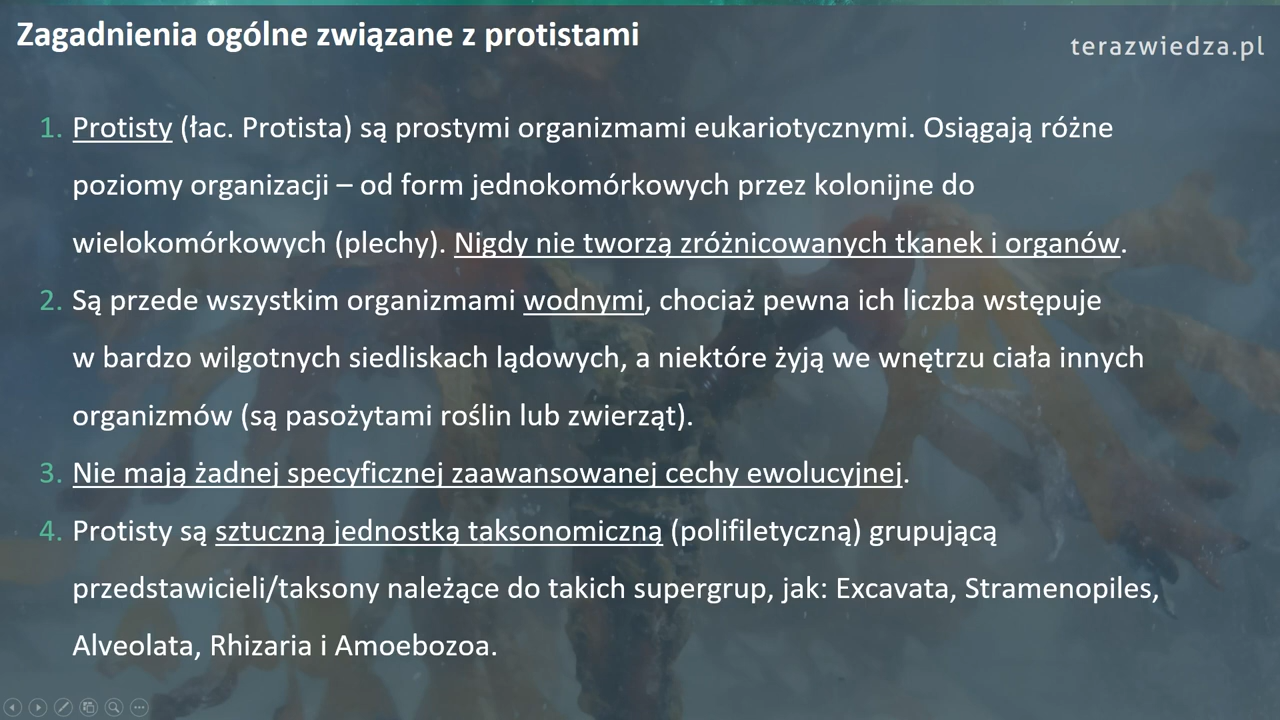 Zagadnienia ogólne związane z protistami
terazwiedza.pl
1. Protisty (łac. Protista) są prostymi organizmami eukariotycznymi. Osiągają różne
poziomy organizacji – od form jednokomórkowych przez kolonijne do
wielokomórkowych (plechy). Nigdy nie tworzą zróżnicowanych tkanek i organów.
2. Są przede wszystkim organizmami wodnymi, chociaż pewna ich liczba wstępuje
w bardzo wilgotnych siedliskach lądowych, a niektóre żyją we wnętrzu ciała innych
organizmów (są pasożytami roślin lub zwierząt).
3. Nie mają żadnej specyficznej zaawansowanej cechy ewolucyjnej.
4. Protisty są sztuczną jednostką taksonomiczną (polifiletyczną) grupującą
przedstawicieli/taksony należące do takich supergrup, jak: Excavata, Stramenopiles,
Alveolata, Rhizaria i Amoebozoa.